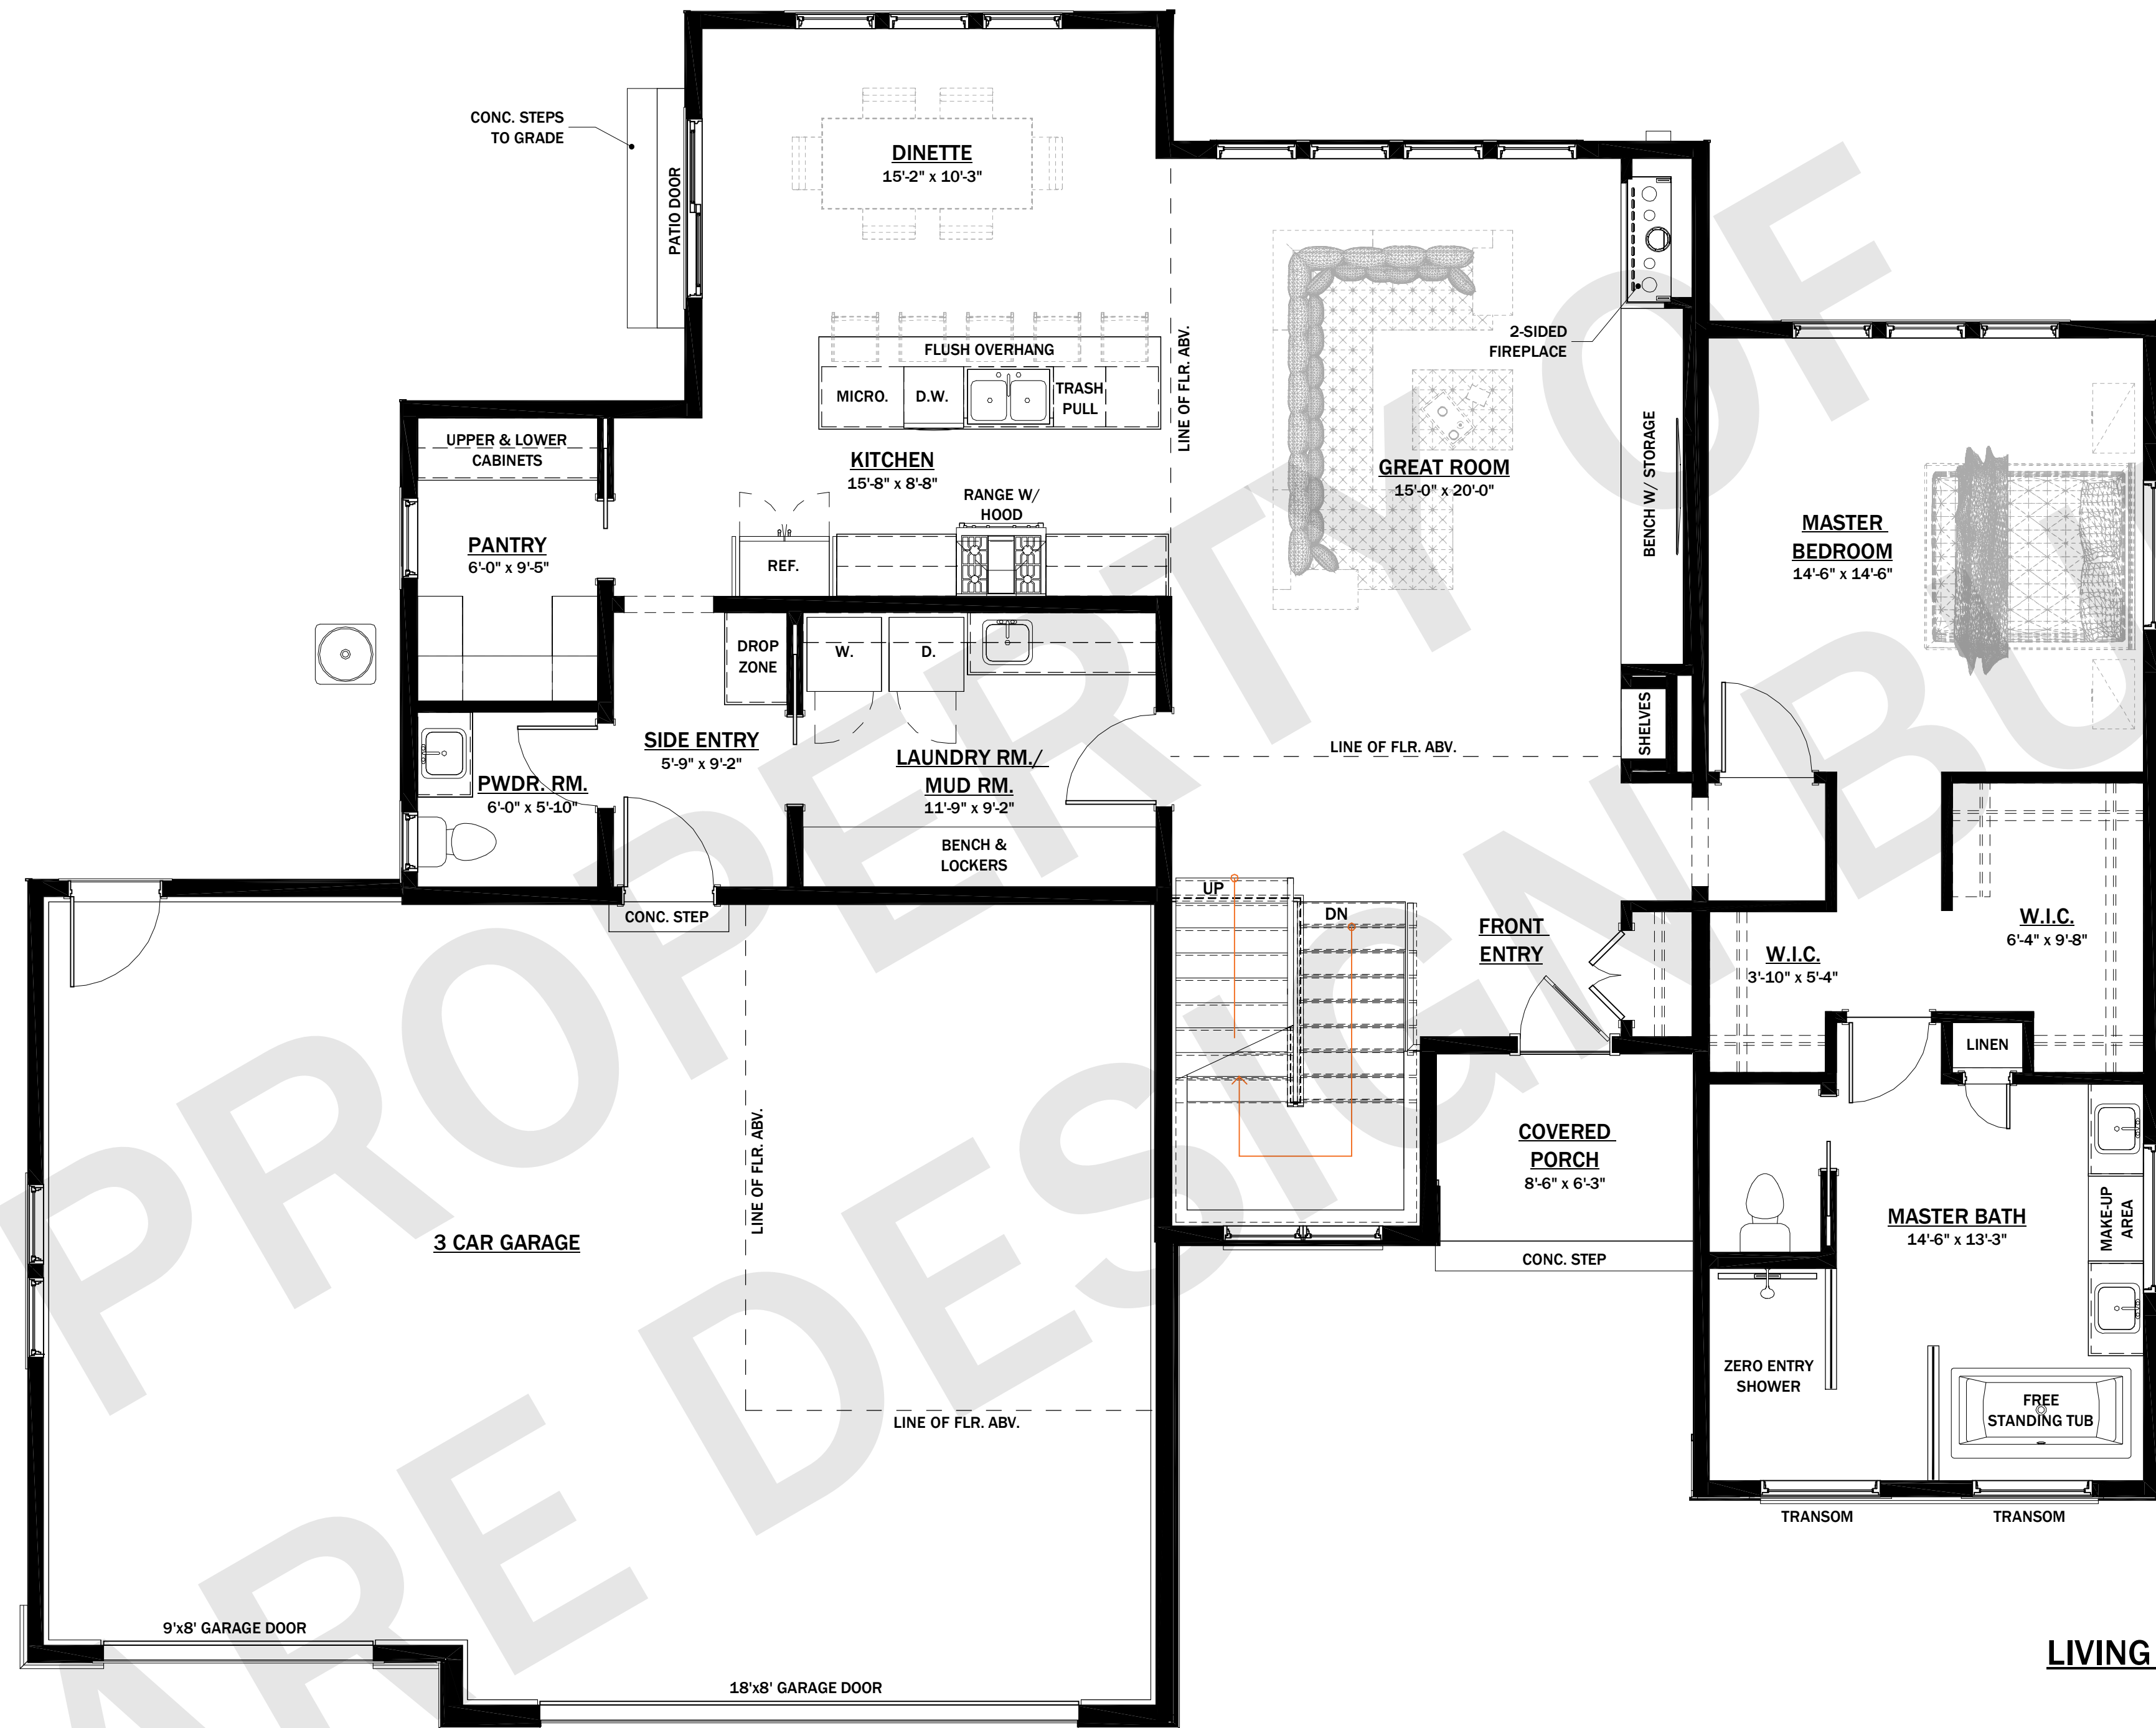 CONC. STEPS
TO GRADE
PATIO DOOR
DINETTE
15'-2" x 10'-3"
FLUSH OVERHANG
MICRO.
D.W.
TRASH
PULL
LINE OF FLR. ABV.
2-SIDED
FIREPLACE
UPPER & LOWER
CABINETS
KITCHEN
15'-8" x 8'-8"
RANGE W/
HOOD
REF.
GREAT ROOM
15'-0" x 20'-0"
BENCH W/ STORAGE
MASTER
BEDROOM
14'-6" x 14'-6"
PANTRY
6'-0" x 9'-5"
DROP
ZONE
W.
D.
SIDE ENTRY
5'-9" x 9'-2"
LAUNDRY RM./
MUD RM.
11'-9" x 9'-2"
PWDR. RM.
6'-0" x 5'-10"
BENCH &
LOCKERS
LINE OF FLR. ABV.
SHELVES
CONC. STEP
UP
DN
FRONT
ENTRY
W.I.C.
3'-10" x 5'-4"
W.I.C.
6'-4" x 9'-8"
LINEN
COVERED
PORCH
8'-6" x 6'-3"
CONC. STEP
MASTER BATH
14'-6" x 13'-3"
MAKE-UP
AREA
ZERO ENTRY
SHOWER
FREE
STANDING TUB
TRANSOM
TRANSOM
3 CAR GARAGE
LINE OF FLR. ABV.
LINE OF FLR. ABV.
9'x8' GARAGE DOOR
18'x8' GARAGE DOOR
LIVING
PROPERTY OF
ARE DESIGN BU